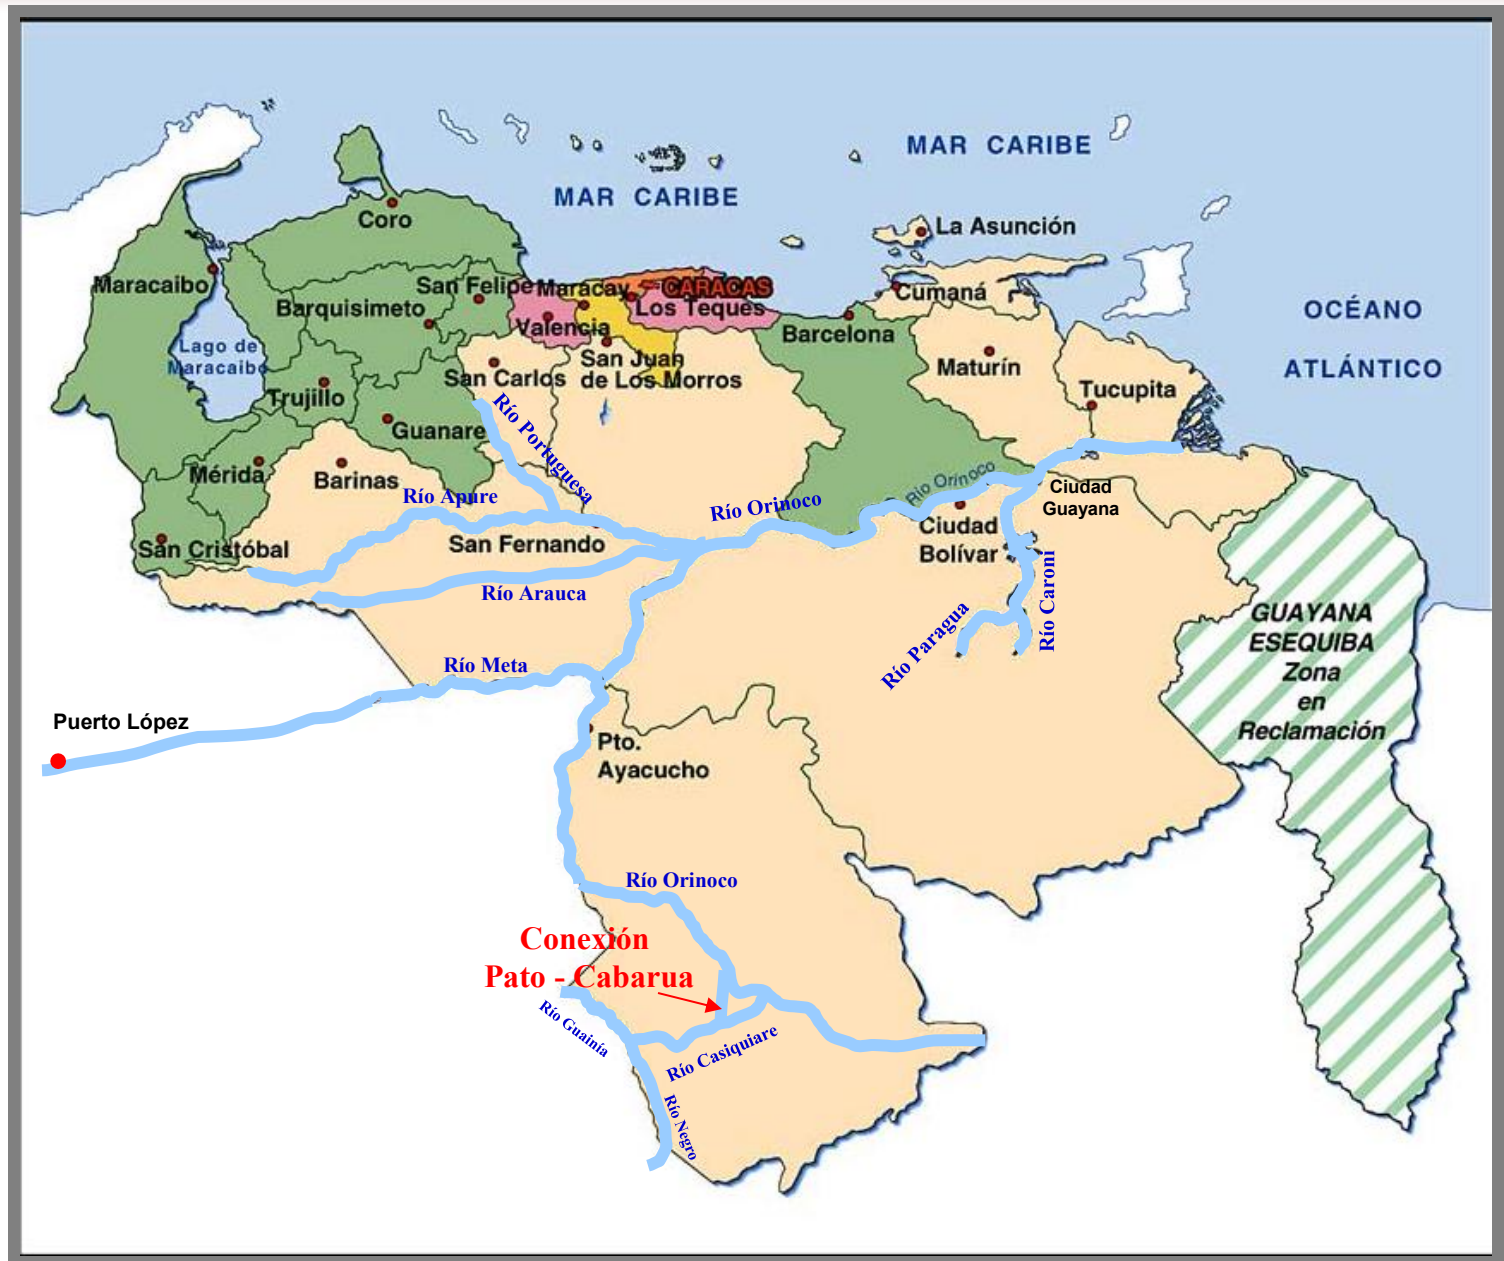 MAR CARIBE
MAR CARIBE
Coro
La Asunción
Maracaibo
San Felipe
Maracay
CARACAS
Cumaná
Barquisimeto
Los Teques
OCÉANO
ATLÁNTICO
Valencia
Barcelona
Lago de
Maracaibo
San Juan
de Los Morros
Maturín
San Carlos
Tucupita
Trujillo
Río Portuguesa
Guanare
Mérida
Barinas
Río Apure
Río Orinoco
Río Orinoco
Ciudad
Guayana
Ciudad
Bolívar
San Cristóbal
San Fernando
Río Arauca
Río Caroní
Río Paragua
GUAYANA
ESEQUIBA
Zona
en
Reclamación
Río Meta
Puerto López
Pto.
Ayacucho
Río Orinoco
Conexión
Pato - Cabarua
Río Guainía
Río Casiquiare
Río Negro